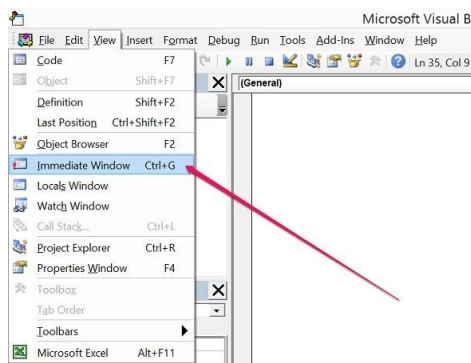 Microsoft Visual B
File Edit View Insert Format Debug Run Tools Add-Ins Window Help
Ln 35, Col 9
Code F7
Object Shift+F7
Definition Shift+F2
Last Position Ctrl+Shift+F2
Object Browser F2
Immediate Window Ctrl+G
Locals Window
Watch Window
Call Stack... Ctrl+L
Project Explorer Ctrl+R
Properties Window F4
Toolbox
Tab Order
Toolbars
Microsoft Excel Alt+F11
(General)